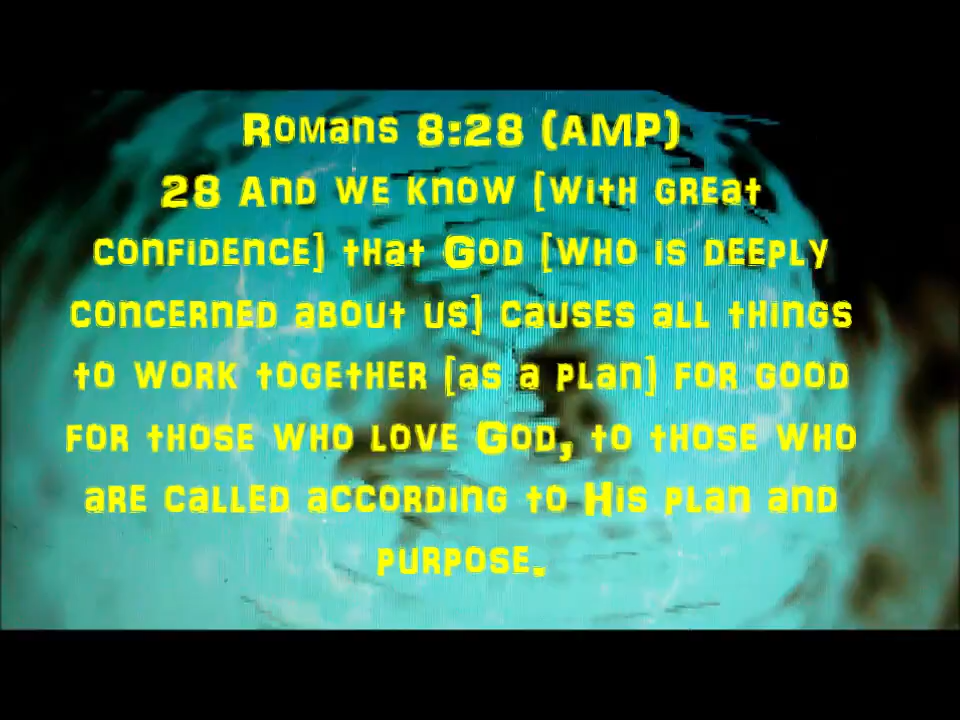 Romans 8:28 (AMP)
28 And we know [with great
confidence] that God [who is deeply
concerned about us] causes all things
to work together [as a plan] for good
for those who love God, to those who
are called according to His plan and
purpose.